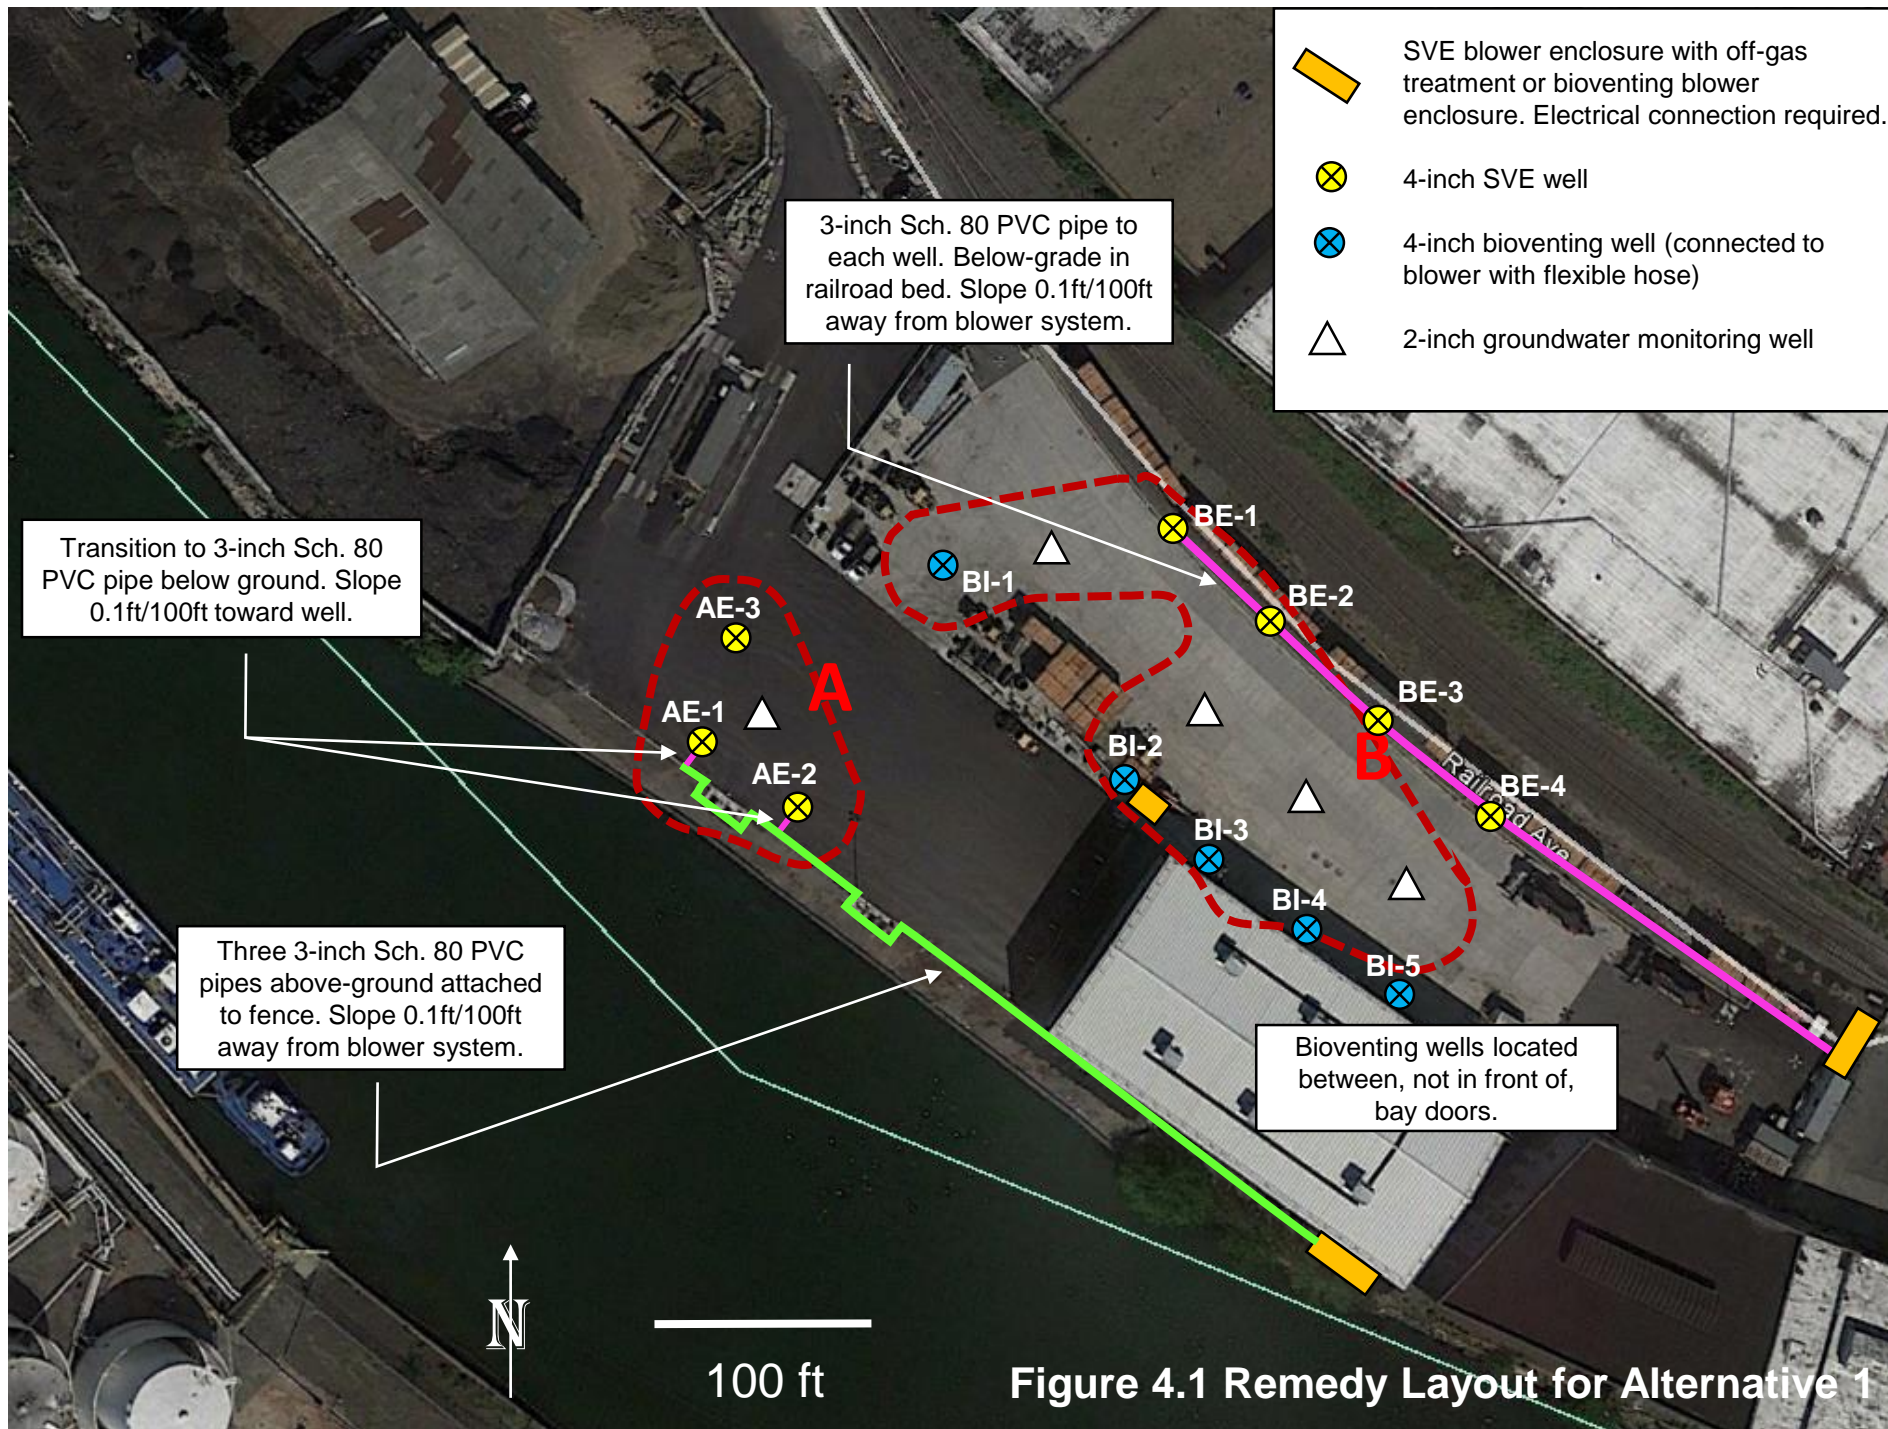 SVE blower enclosure with off-gas
treatment or bioventing blower
enclosure. Electrical connection required.
4-inch SVE well
4-inch bioventing well (connected to
blower with flexible hose)
2-inch groundwater monitoring well
3-inch Sch. 80 PVC pipe to
each well. Below-grade in
railroad bed. Slope 0.1ft/100ft
away from blower system.
Transition to 3-inch Sch. 80
PVC pipe below ground. Slope
0.1ft/100ft toward well.
BE-1
BI-1
BE-2
AE-3
A
BE-3
AE-1
BI-2
B
AE-2
Railroad Ave
BE-4
BI-3
BI-4
BI-5
Three 3-inch Sch. 80 PVC
pipes above-ground attached
to fence. Slope 0.1ft/100ft
away from blower system.
Bioventing wells located
between, not in front of,
bay doors.
N
100 ft
Figure 4.1 Remedy Layout for Alternative 1